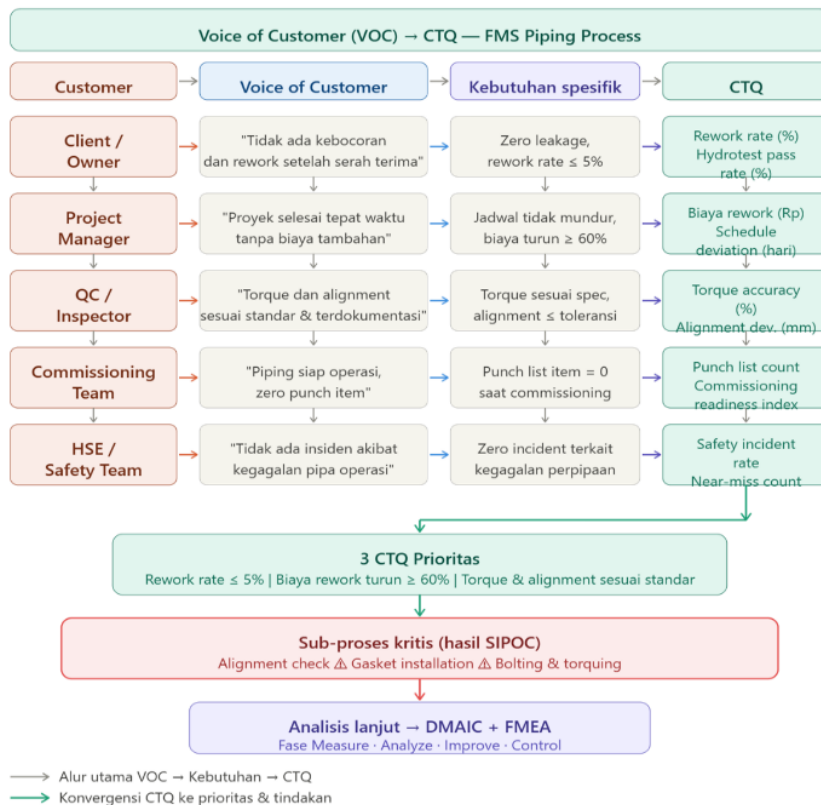 Voice of Customer (VOC) → CTQ — FMS Piping Process
Customer
Voice of Customer
Kebutuhan spesifik
CTQ
Client /
Owner
"Tidak ada kebocoran
dan rework setelah serah terima"
Zero leakage,
rework rate ≤ 5%
Rework rate (%)
Hydrotest pass
rate (%)
Project
Manager
"Proyek selesai tepat waktu
tanpa biaya tambahan"
Jadwal tidak mundur,
biaya turun ≥ 60%
Biaya rework (Rp)
Schedule
deviation (hari)
QC /
Inspector
"Torque dan alignment
sesuai standar & terdokumentasi"
Torque sesuai spec,
alignment ≤ toleransi
Torque accuracy
(%)
Alignment dev. (mm)
Commissioning
Team
"Piping siap operasi,
zero punch item"
Punch list item = 0
saat commissioning
Punch list count
Commissioning
readiness index
HSE /
Safety Team
"Tidak ada insiden akibat
kegagalan pipa operasi"
Zero incident terkait
kegagalan perpipaan
Safety incident
rate
Near-miss count
3 CTQ Prioritas
Rework rate ≤ 5% | Biaya rework turun ≥ 60% | Torque & alignment sesuai standar
Sub-proses kritis (hasil SIPOC)
Alignment check ⚠ Gasket installation ⚠ Bolting & torquing
Analisis lanjut → DMAIC + FMEA
Fase Measure · Analyze · Improve · Control
Alur utama VOC → Kebutuhan → CTQ
Konvergensi CTQ ke prioritas & tindakan